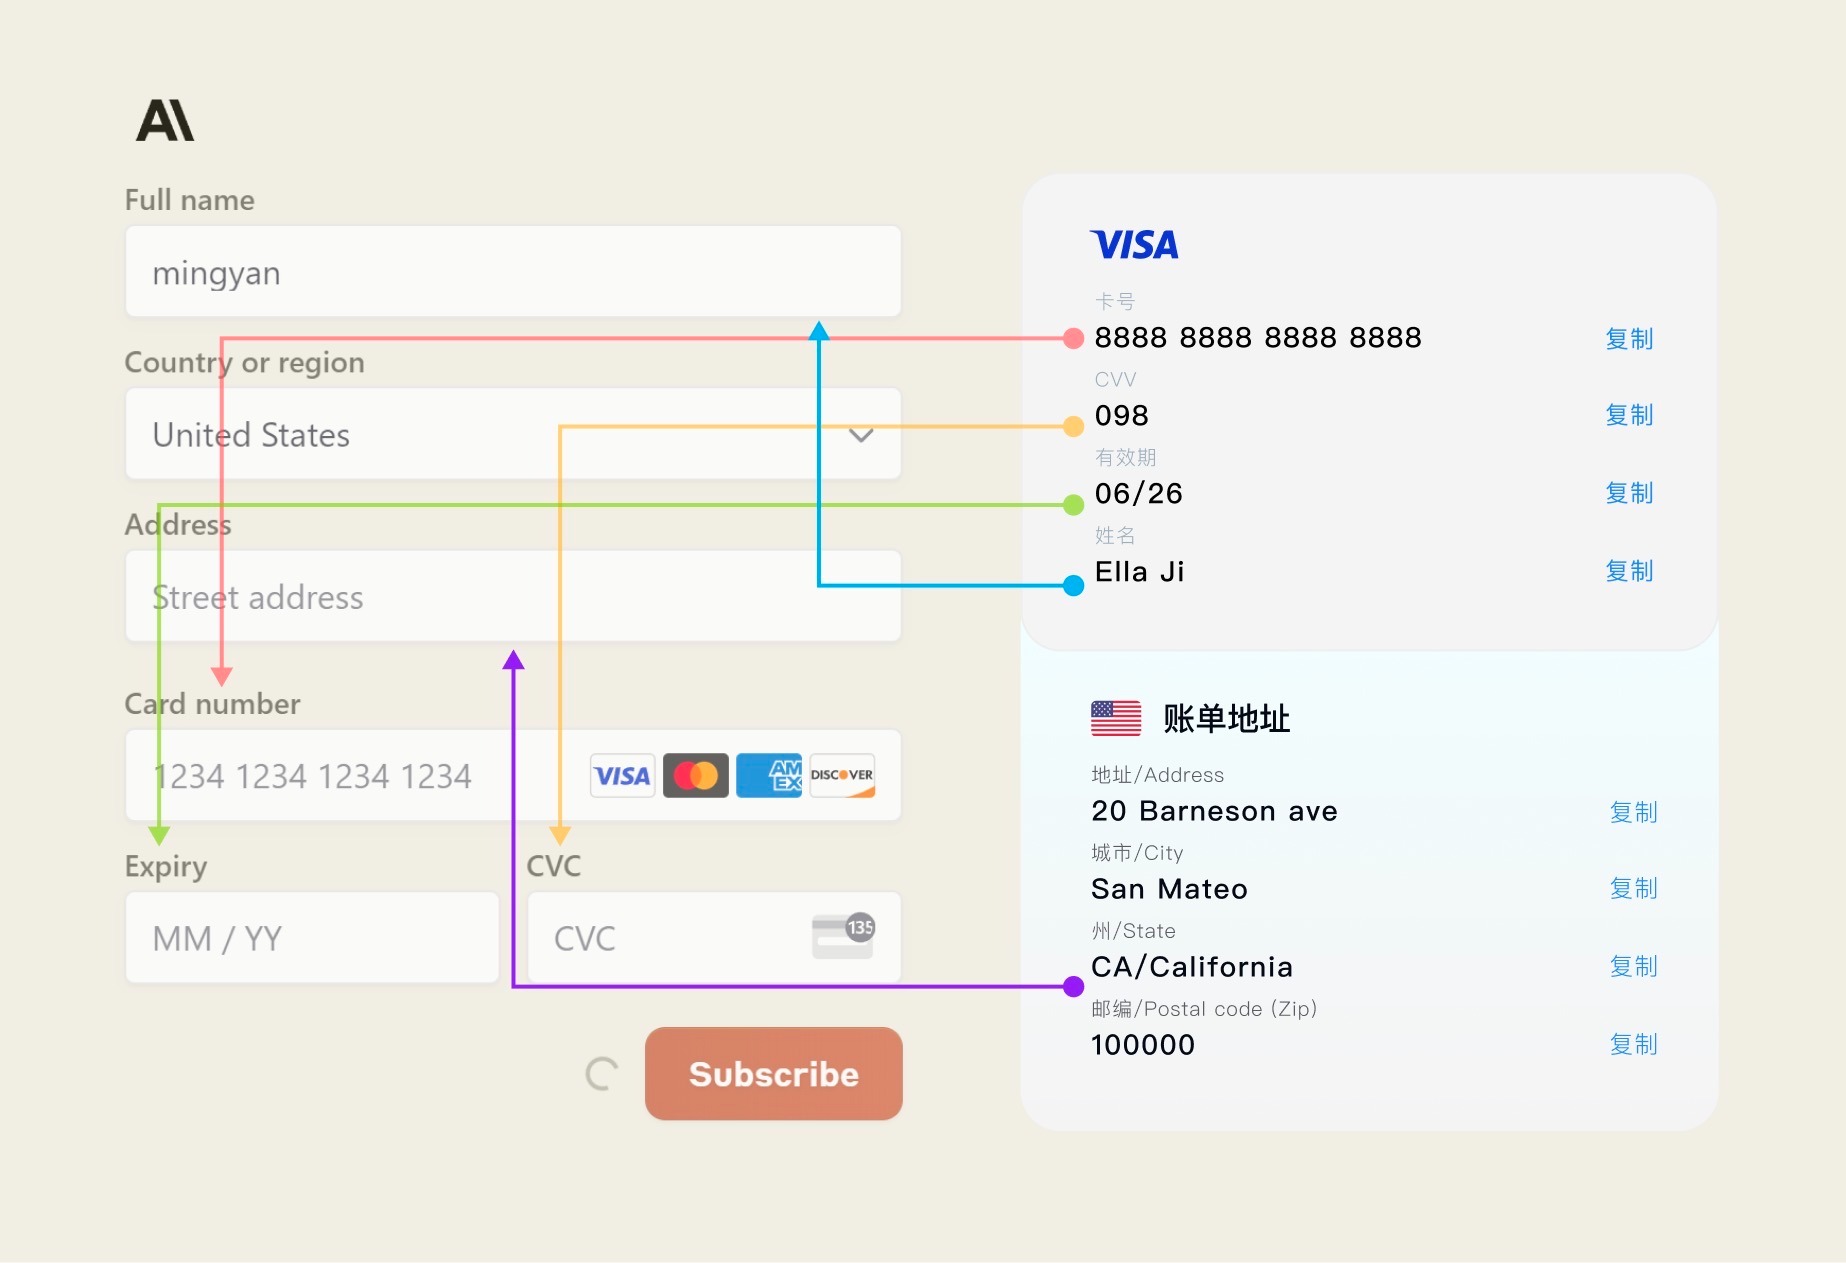 A\
Full name
mingyan
Country or region
United States
Address
Street address
Card number
1234 1234 1234 1234
VISA
AM
EX
DISCOVER
Expiry
CVC
MM / YY
CVC
135
Subscribe
VISA
卡号
8888 8888 8888 8888 复制
CVV
098 复制
有效期
06/26 复制
姓名
Ella Ji 复制
账单地址
地址/Address
20 Barneson ave 复制
城市/City
San Mateo 复制
州/State
CA/California 复制
邮编/Postal code (Zip)
100000 复制